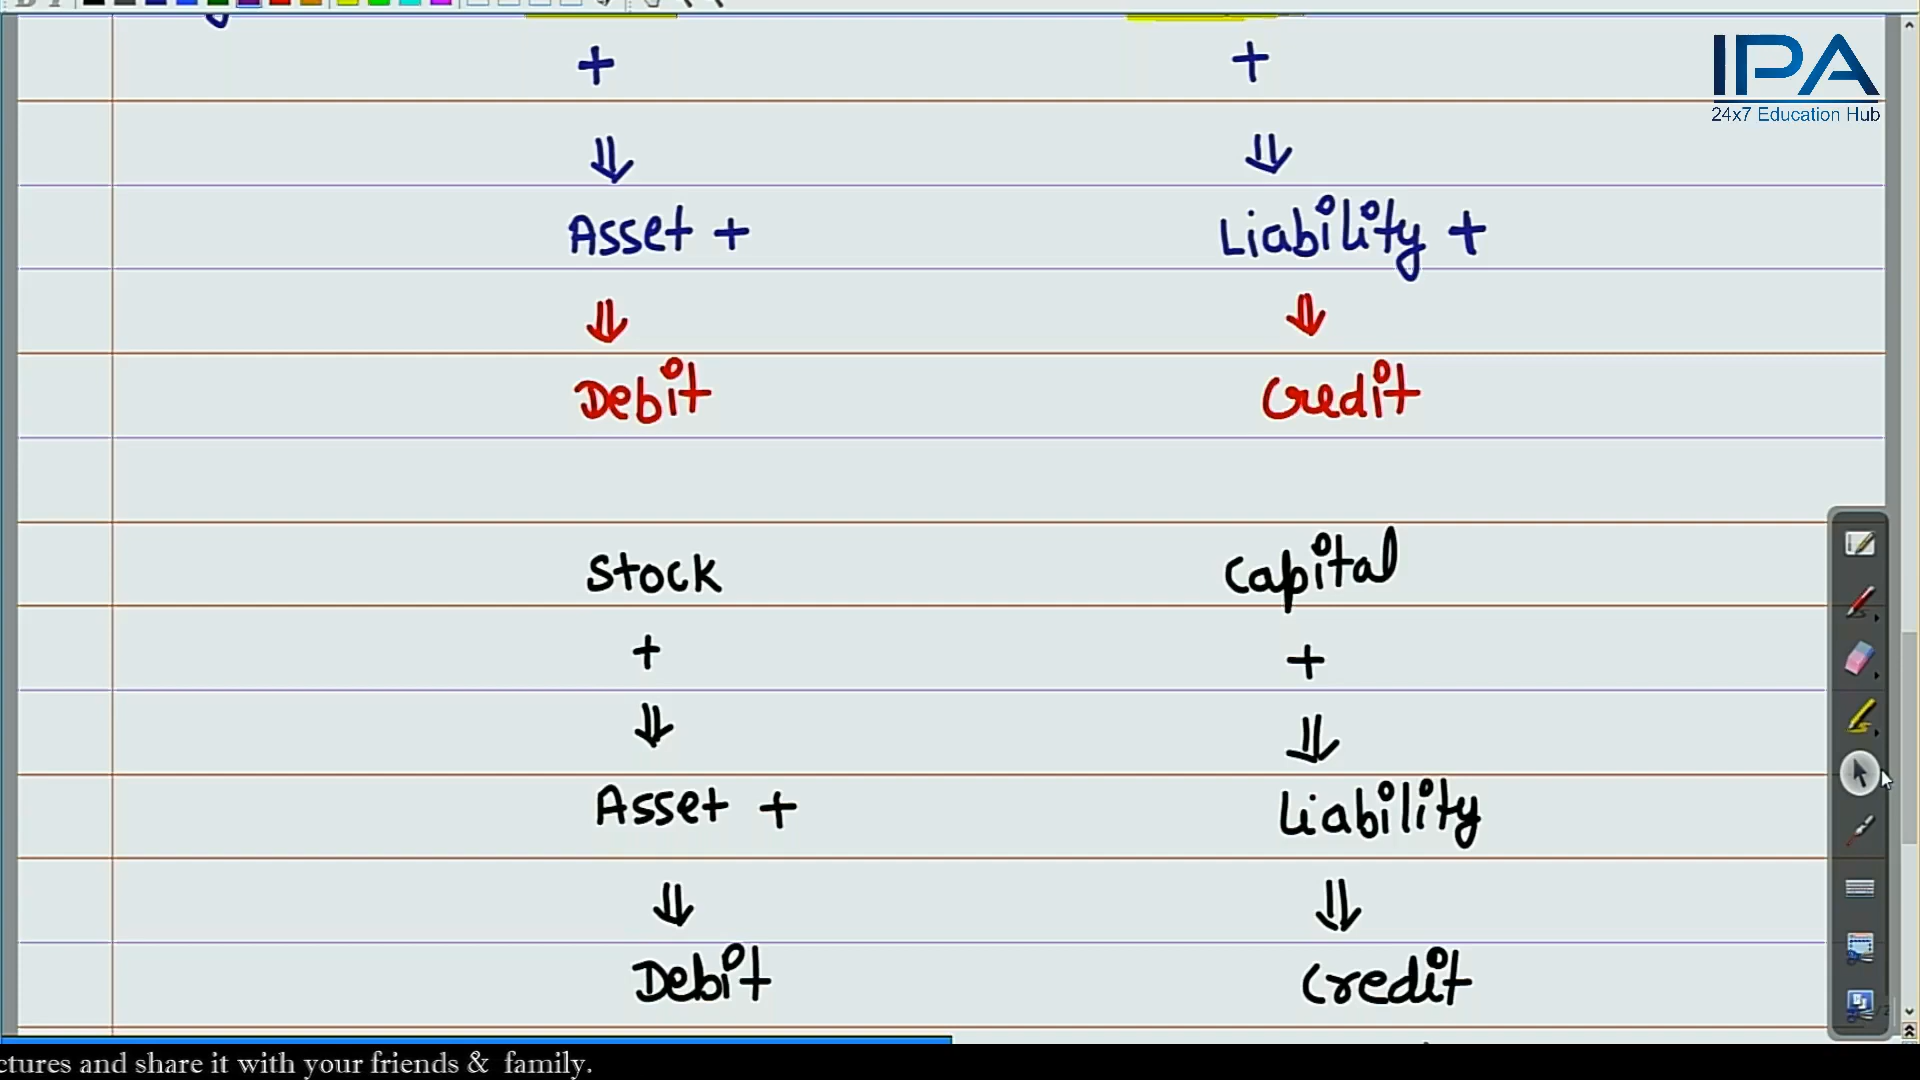 + +
IPA
24x7 Education Hub
⇓ ⇓
Asset + Liability +
⇓ ⇓
Debit Credit
Stock Capital
+ +
⇓ ⇓
Asset + Liability
⇓ ⇓
Debit Credit
ctures and share it with your friends & family.